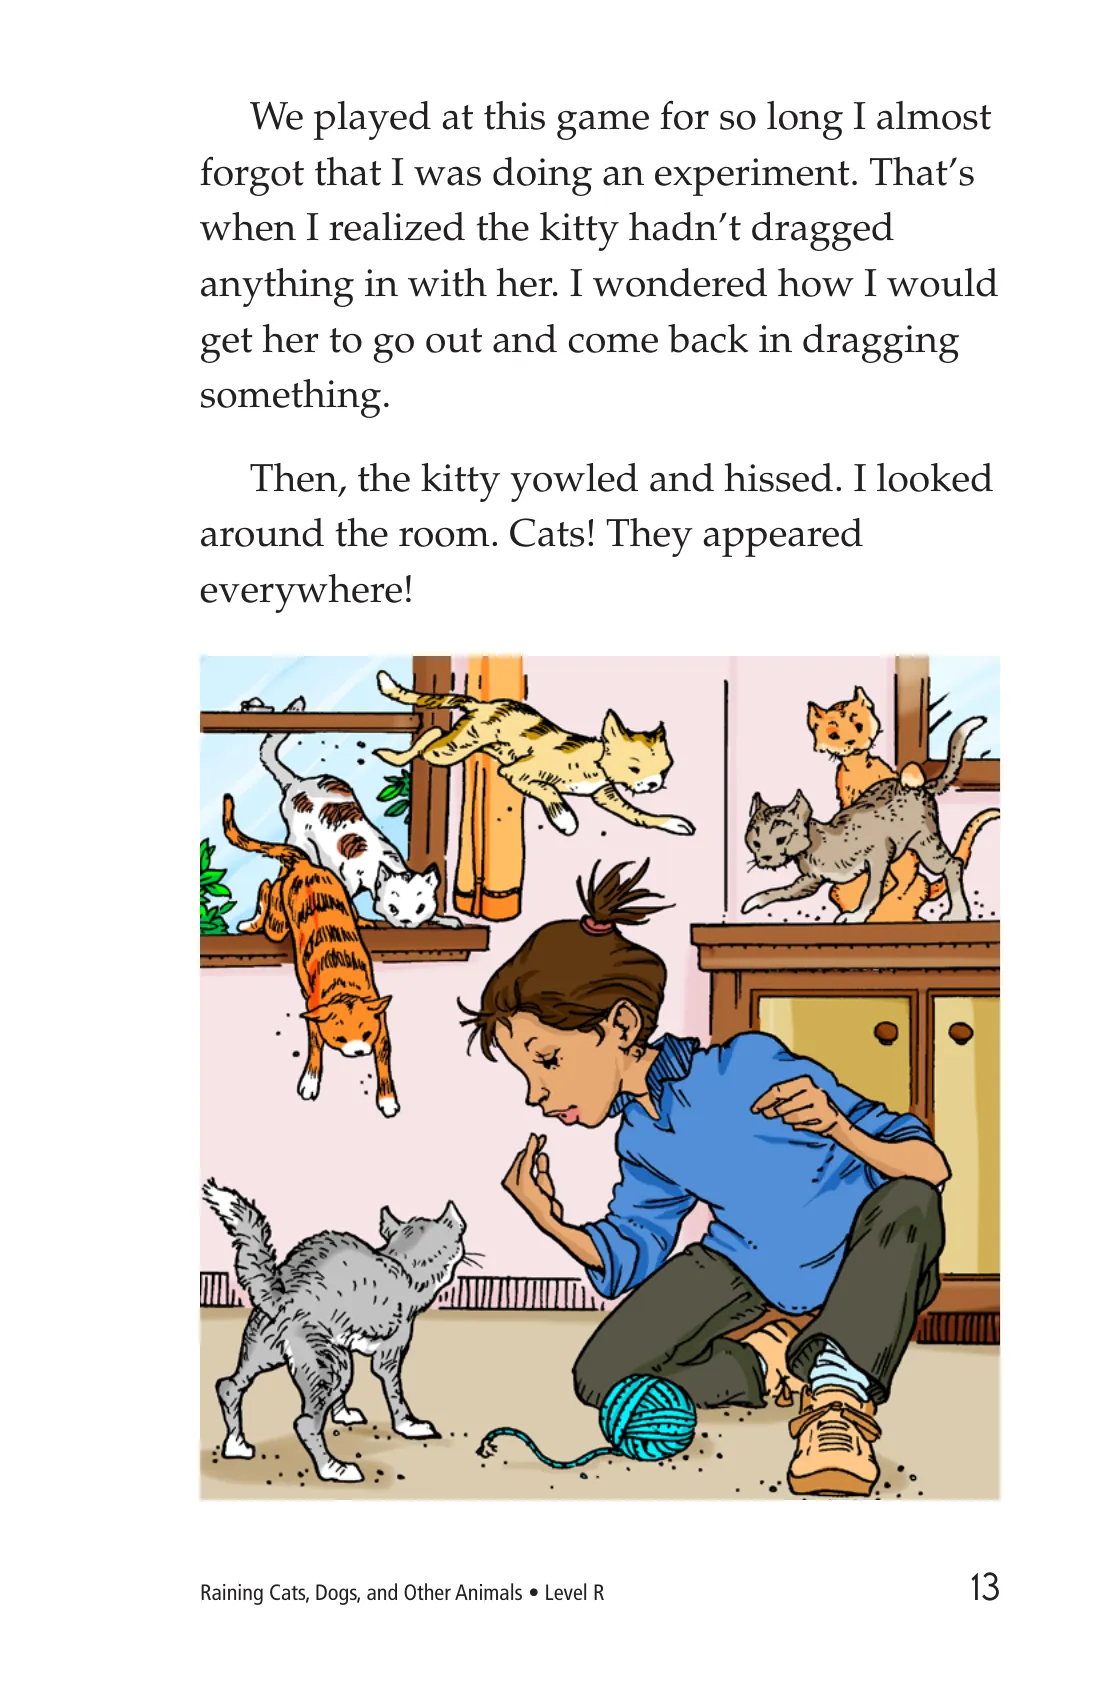 We played at this game for so long I almost
forgot that I was doing an experiment. That’s
when I realized the kitty hadn’t dragged
anything in with her. I wondered how I would
get her to go out and come back in dragging
something.
Then, the kitty yowled and hissed. I looked
around the room. Cats! They appeared
everywhere!
Raining Cats, Dogs, and Other Animals • Level R
13